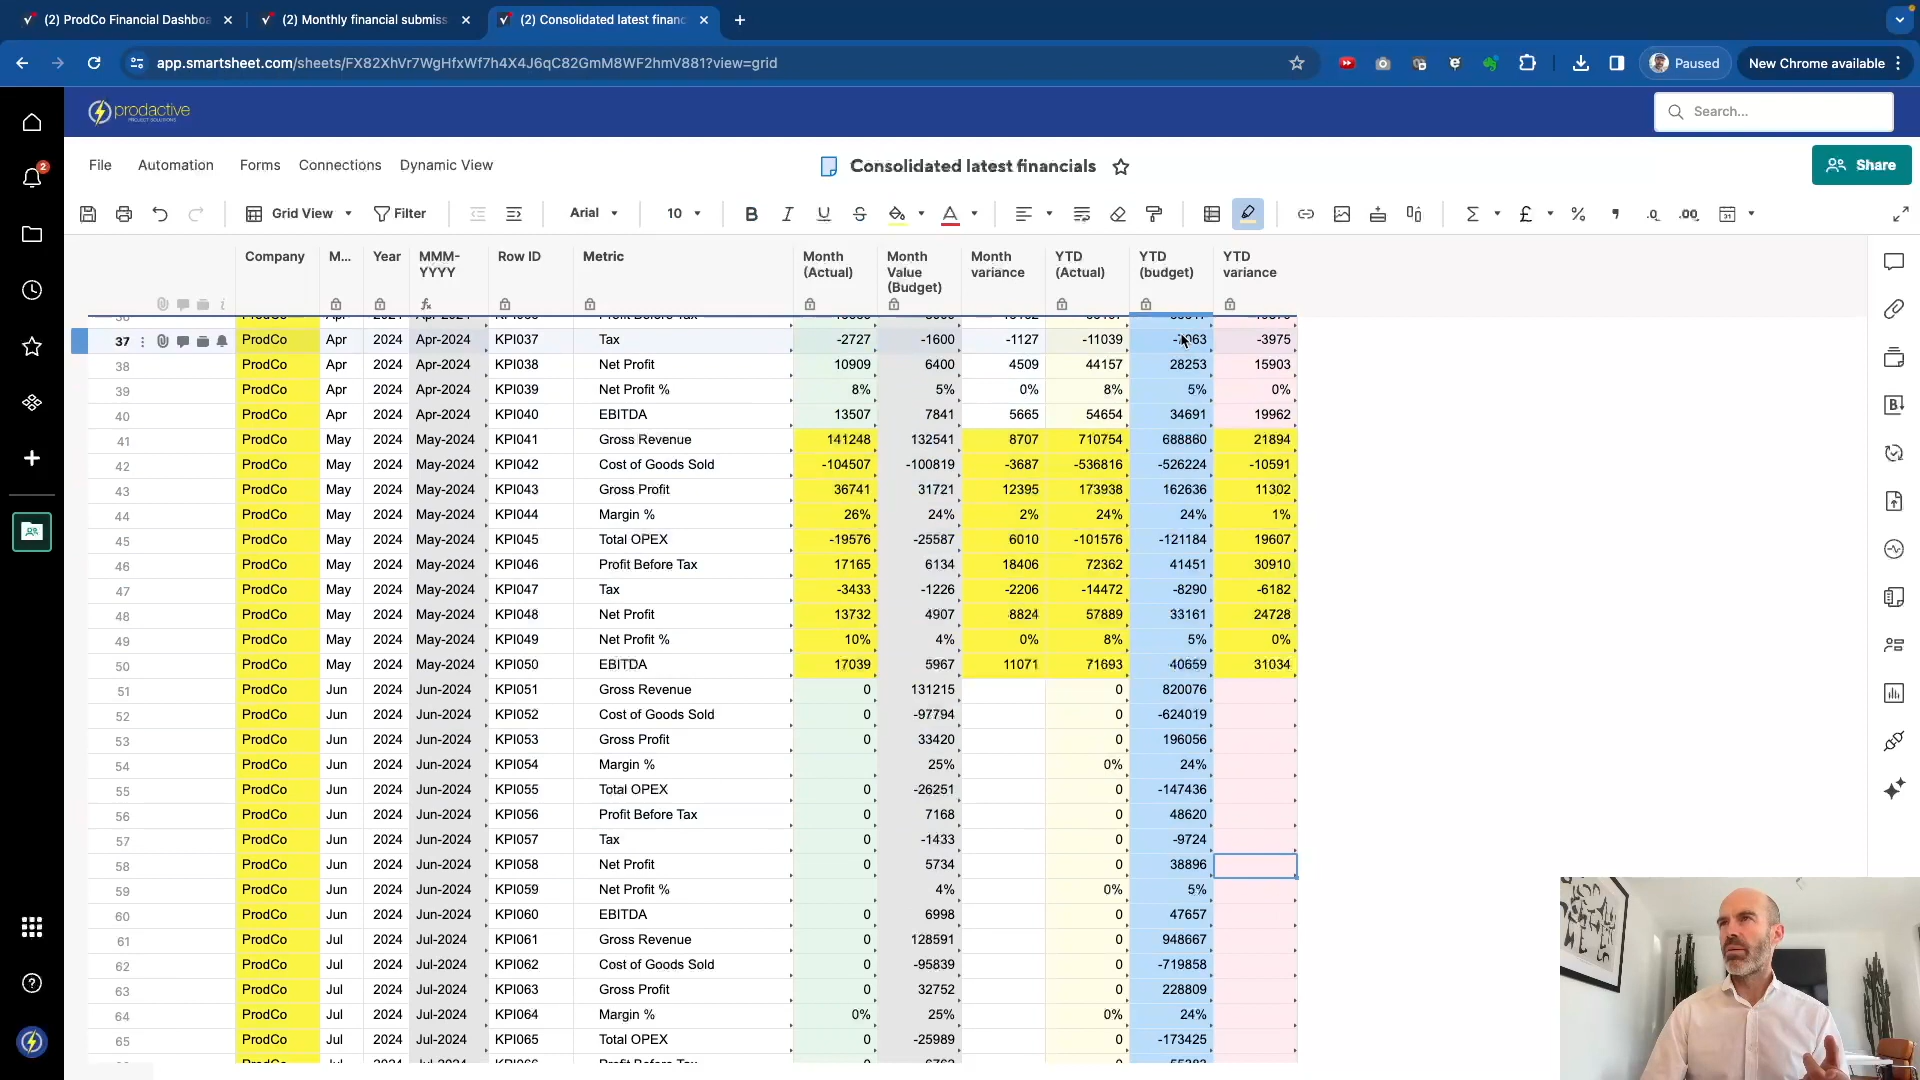 (2) ProdCo Financial Dashboa
(2) Monthly financial submiss
(2) Consolidated latest financ
app.smartsheet.com/sheets/FX82XhVr7WgHfxWf7h4X4J6qC82GmM8WF2hmV881?view=grid
Paused
New Chrome available
prodactive
PROJECT SOLUTIONS
Search...
2
File Automation Forms Connections Dynamic View
Consolidated latest financials
Share
Grid View Filter Arial 10
Company M... Year MMM-YYYY Row ID Metric Month (Actual) Month Value (Budget) Month variance YTD (Actual) YTD (budget) YTD variance
37 ProdCo Apr 2024 Apr-2024 KPI037 Tax -2727 -1600 -1127 -11039 -3975
38 ProdCo Apr 2024 Apr-2024 KPI038 Net Profit 10909 6400 4509 44157 28253 15903
39 ProdCo Apr 2024 Apr-2024 KPI039 Net Profit % 8% 5% 0% 8% 5% 0%
40 ProdCo Apr 2024 Apr-2024 KPI040 EBITDA 13507 7841 5665 54654 34691 19962
41 ProdCo May 2024 May-2024 KPI041 Gross Revenue 141248 132541 8707 710754 688860 21894
42 ProdCo May 2024 May-2024 KPI042 Cost of Goods Sold -104507 -100819 -3687 -536816 -526224 -10591
43 ProdCo May 2024 May-2024 KPI043 Gross Profit 36741 31721 12395 173938 162636 11302
44 ProdCo May 2024 May-2024 KPI044 Margin % 26% 24% 2% 24% 24% 1%
45 ProdCo May 2024 May-2024 KPI045 Total OPEX -19576 -25587 6010 -101576 -121184 19607
46 ProdCo May 2024 May-2024 KPI046 Profit Before Tax 17165 6134 18406 72362 41451 30910
47 ProdCo May 2024 May-2024 KPI047 Tax -3433 -1226 -2206 -14472 -8290 -6182
48 ProdCo May 2024 May-2024 KPI048 Net Profit 13732 4907 8824 57889 33161 24728
49 ProdCo May 2024 May-2024 KPI049 Net Profit % 10% 4% 0% 8% 5% 0%
50 ProdCo May 2024 May-2024 KPI050 EBITDA 17039 5967 11071 71693 40659 31034
51 ProdCo Jun 2024 Jun-2024 KPI051 Gross Revenue 0 131215 0 820076
52 ProdCo Jun 2024 Jun-2024 KPI052 Cost of Goods Sold 0 -97794 0 -624019
53 ProdCo Jun 2024 Jun-2024 KPI053 Gross Profit 0 33420 0 196056
54 ProdCo Jun 2024 Jun-2024 KPI054 Margin % 25% 0% 24%
55 ProdCo Jun 2024 Jun-2024 KPI055 Total OPEX 0 -26251 0 -147436
56 ProdCo Jun 2024 Jun-2024 KPI056 Profit Before Tax 0 7168 0 48620
57 ProdCo Jun 2024 Jun-2024 KPI057 Tax 0 -1433 0 -9724
58 ProdCo Jun 2024 Jun-2024 KPI058 Net Profit 0 5734 0 38896
59 ProdCo Jun 2024 Jun-2024 KPI059 Net Profit % 4% 0% 5%
60 ProdCo Jun 2024 Jun-2024 KPI060 EBITDA 0 6998 0 47657
61 ProdCo Jul 2024 Jul-2024 KPI061 Gross Revenue 0 128591 0 948667
62 ProdCo Jul 2024 Jul-2024 KPI062 Cost of Goods Sold 0 -95839 0 -719858
63 ProdCo Jul 2024 Jul-2024 KPI063 Gross Profit 0 32752 0 228809
64 ProdCo Jul 2024 Jul-2024 KPI064 Margin % 0% 25% 0% 24%
65 ProdCo Jul 2024 Jul-2024 KPI065 Total OPEX 0 -25989 0 -173425